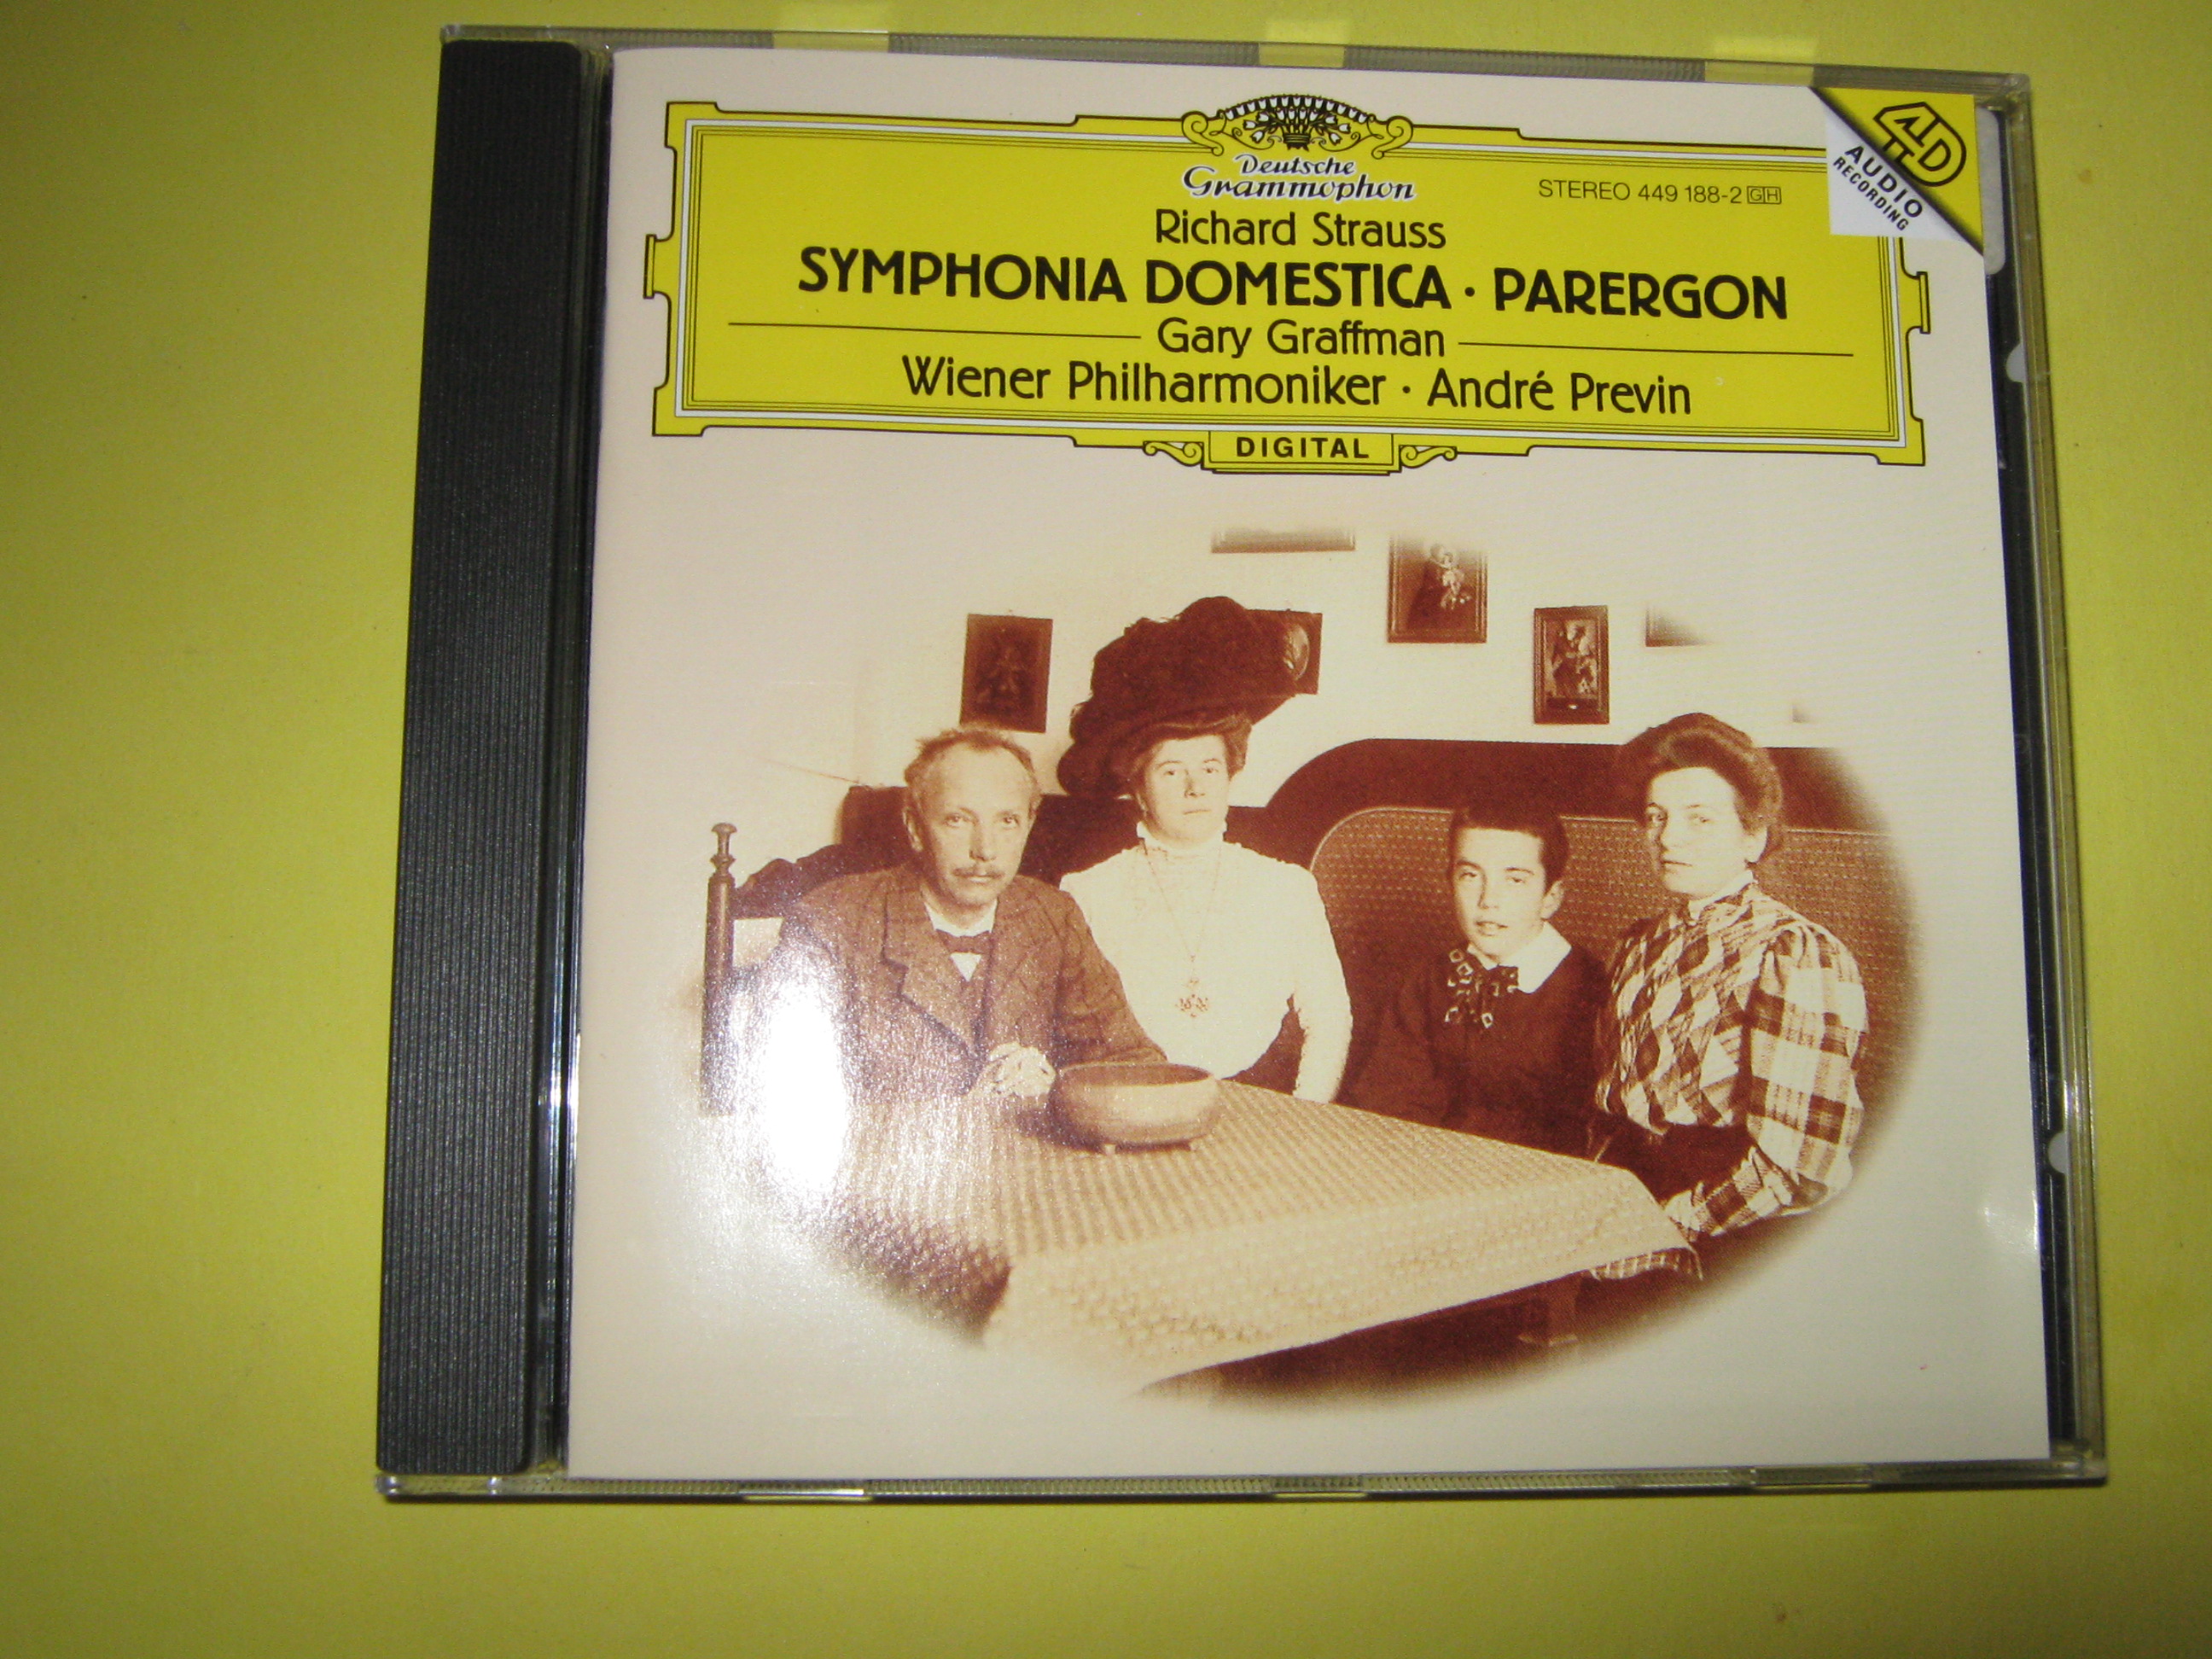 Deutsche
Grammophon
STEREO 449 188-2 GH
4D
AUDIO
RECORDING
Richard Strauss
SYMPHONIA DOMESTICA · PARERGON
Gary Graffman
Wiener Philharmoniker · André Previn
DIGITAL